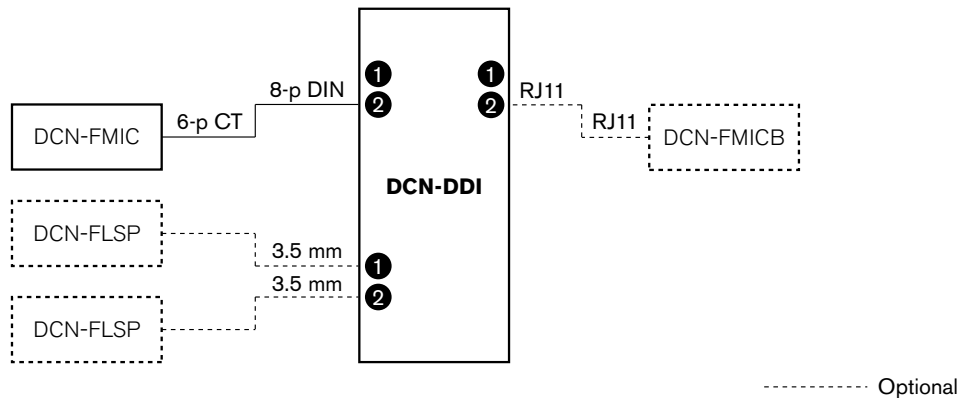 DCN-FMIC
6-p CT
8-p DIN
1
2
1
2
RJ11
RJ11
DCN-FMICB
DCN-DDI
DCN-FLSP
3.5 mm
1
3.5 mm
2
DCN-FLSP
Optional